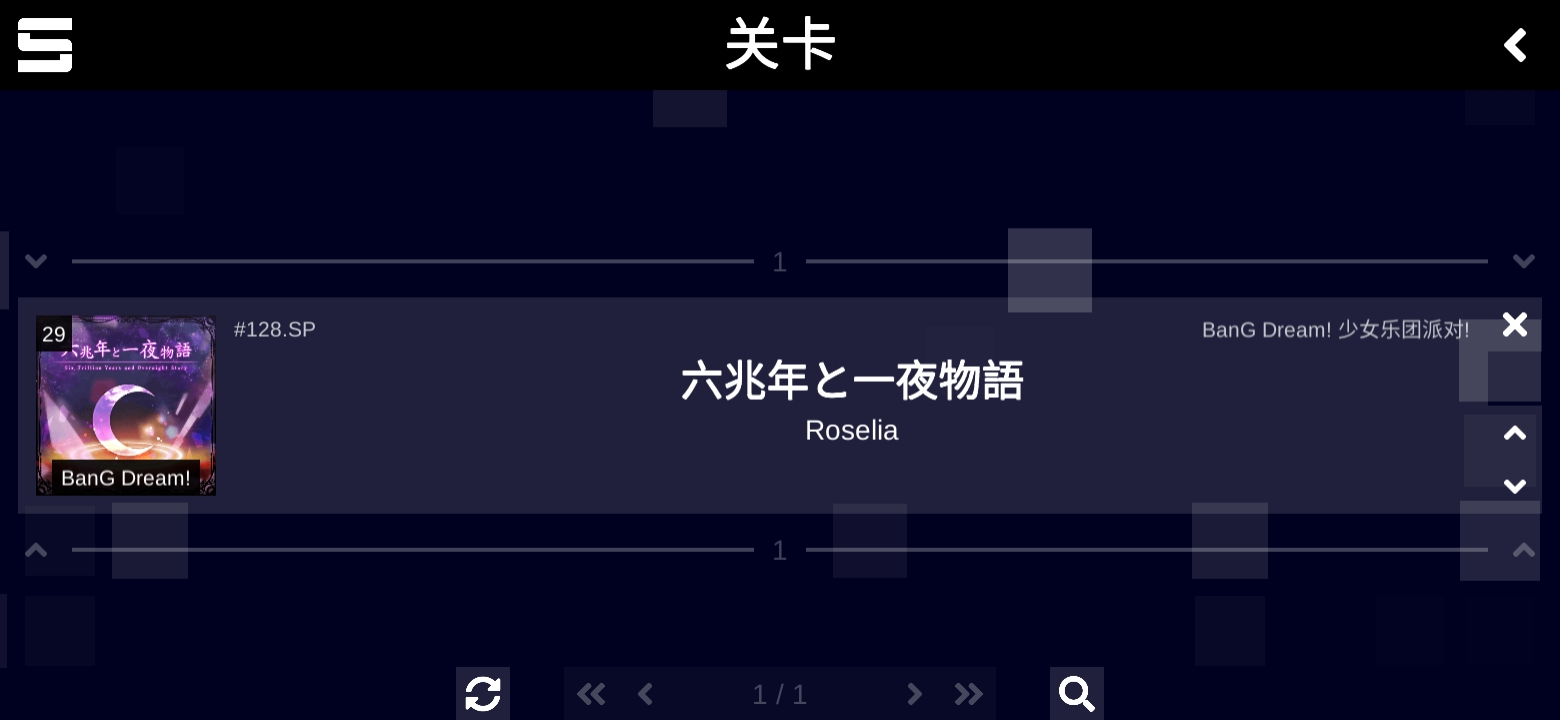 关卡
1
29
#128.SP
BanG Dream! 少女乐团派对!
六兆年と一夜物語
Six Trillion Years and Overnight Story
六兆年と一夜物語
Roselia
BanG Dream!
1
1 / 1